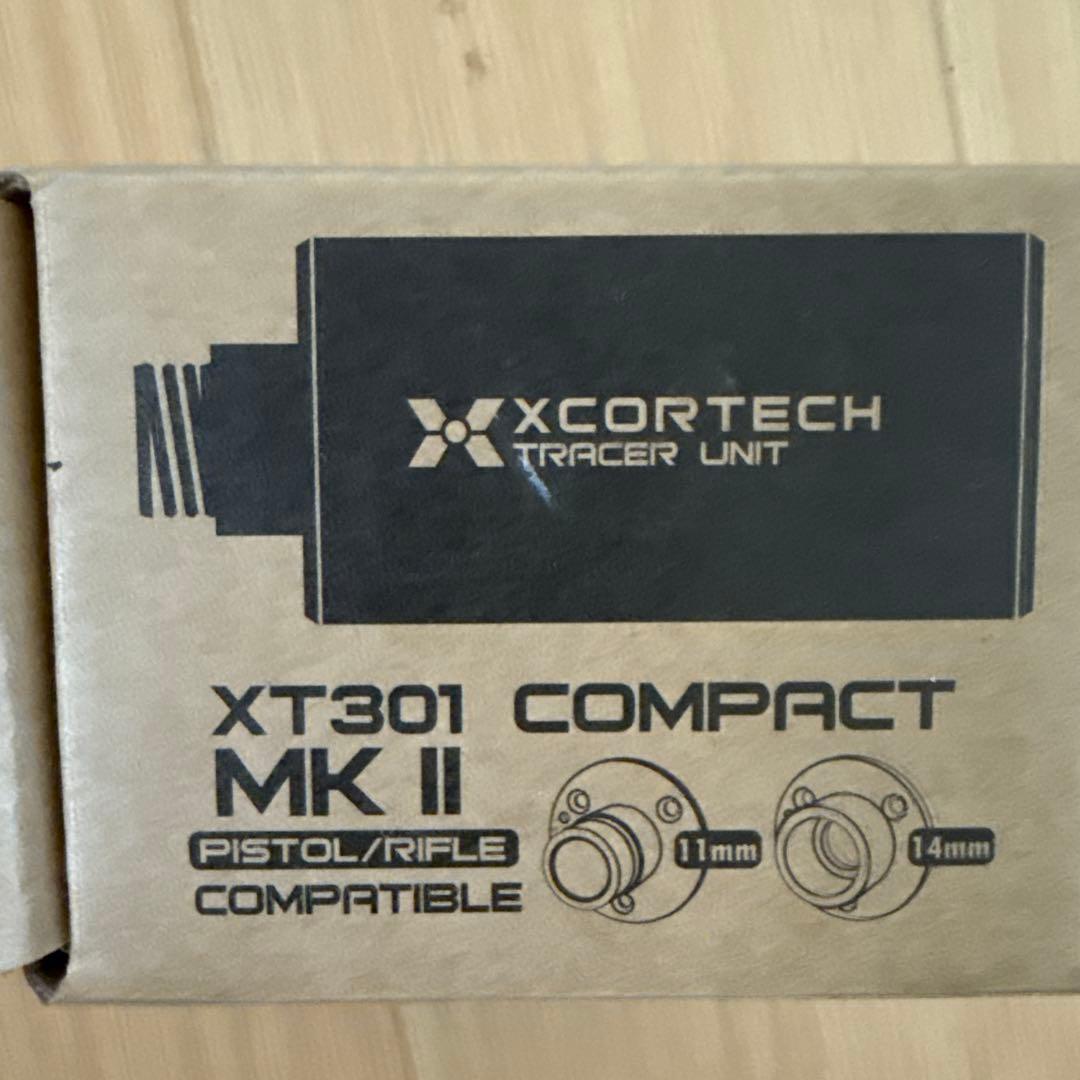 XCORTECH
TRACER UNIT
XT301 COMPACT
MK II
PISTOL/RIFLE
COMPATIBLE
11mm
14mm